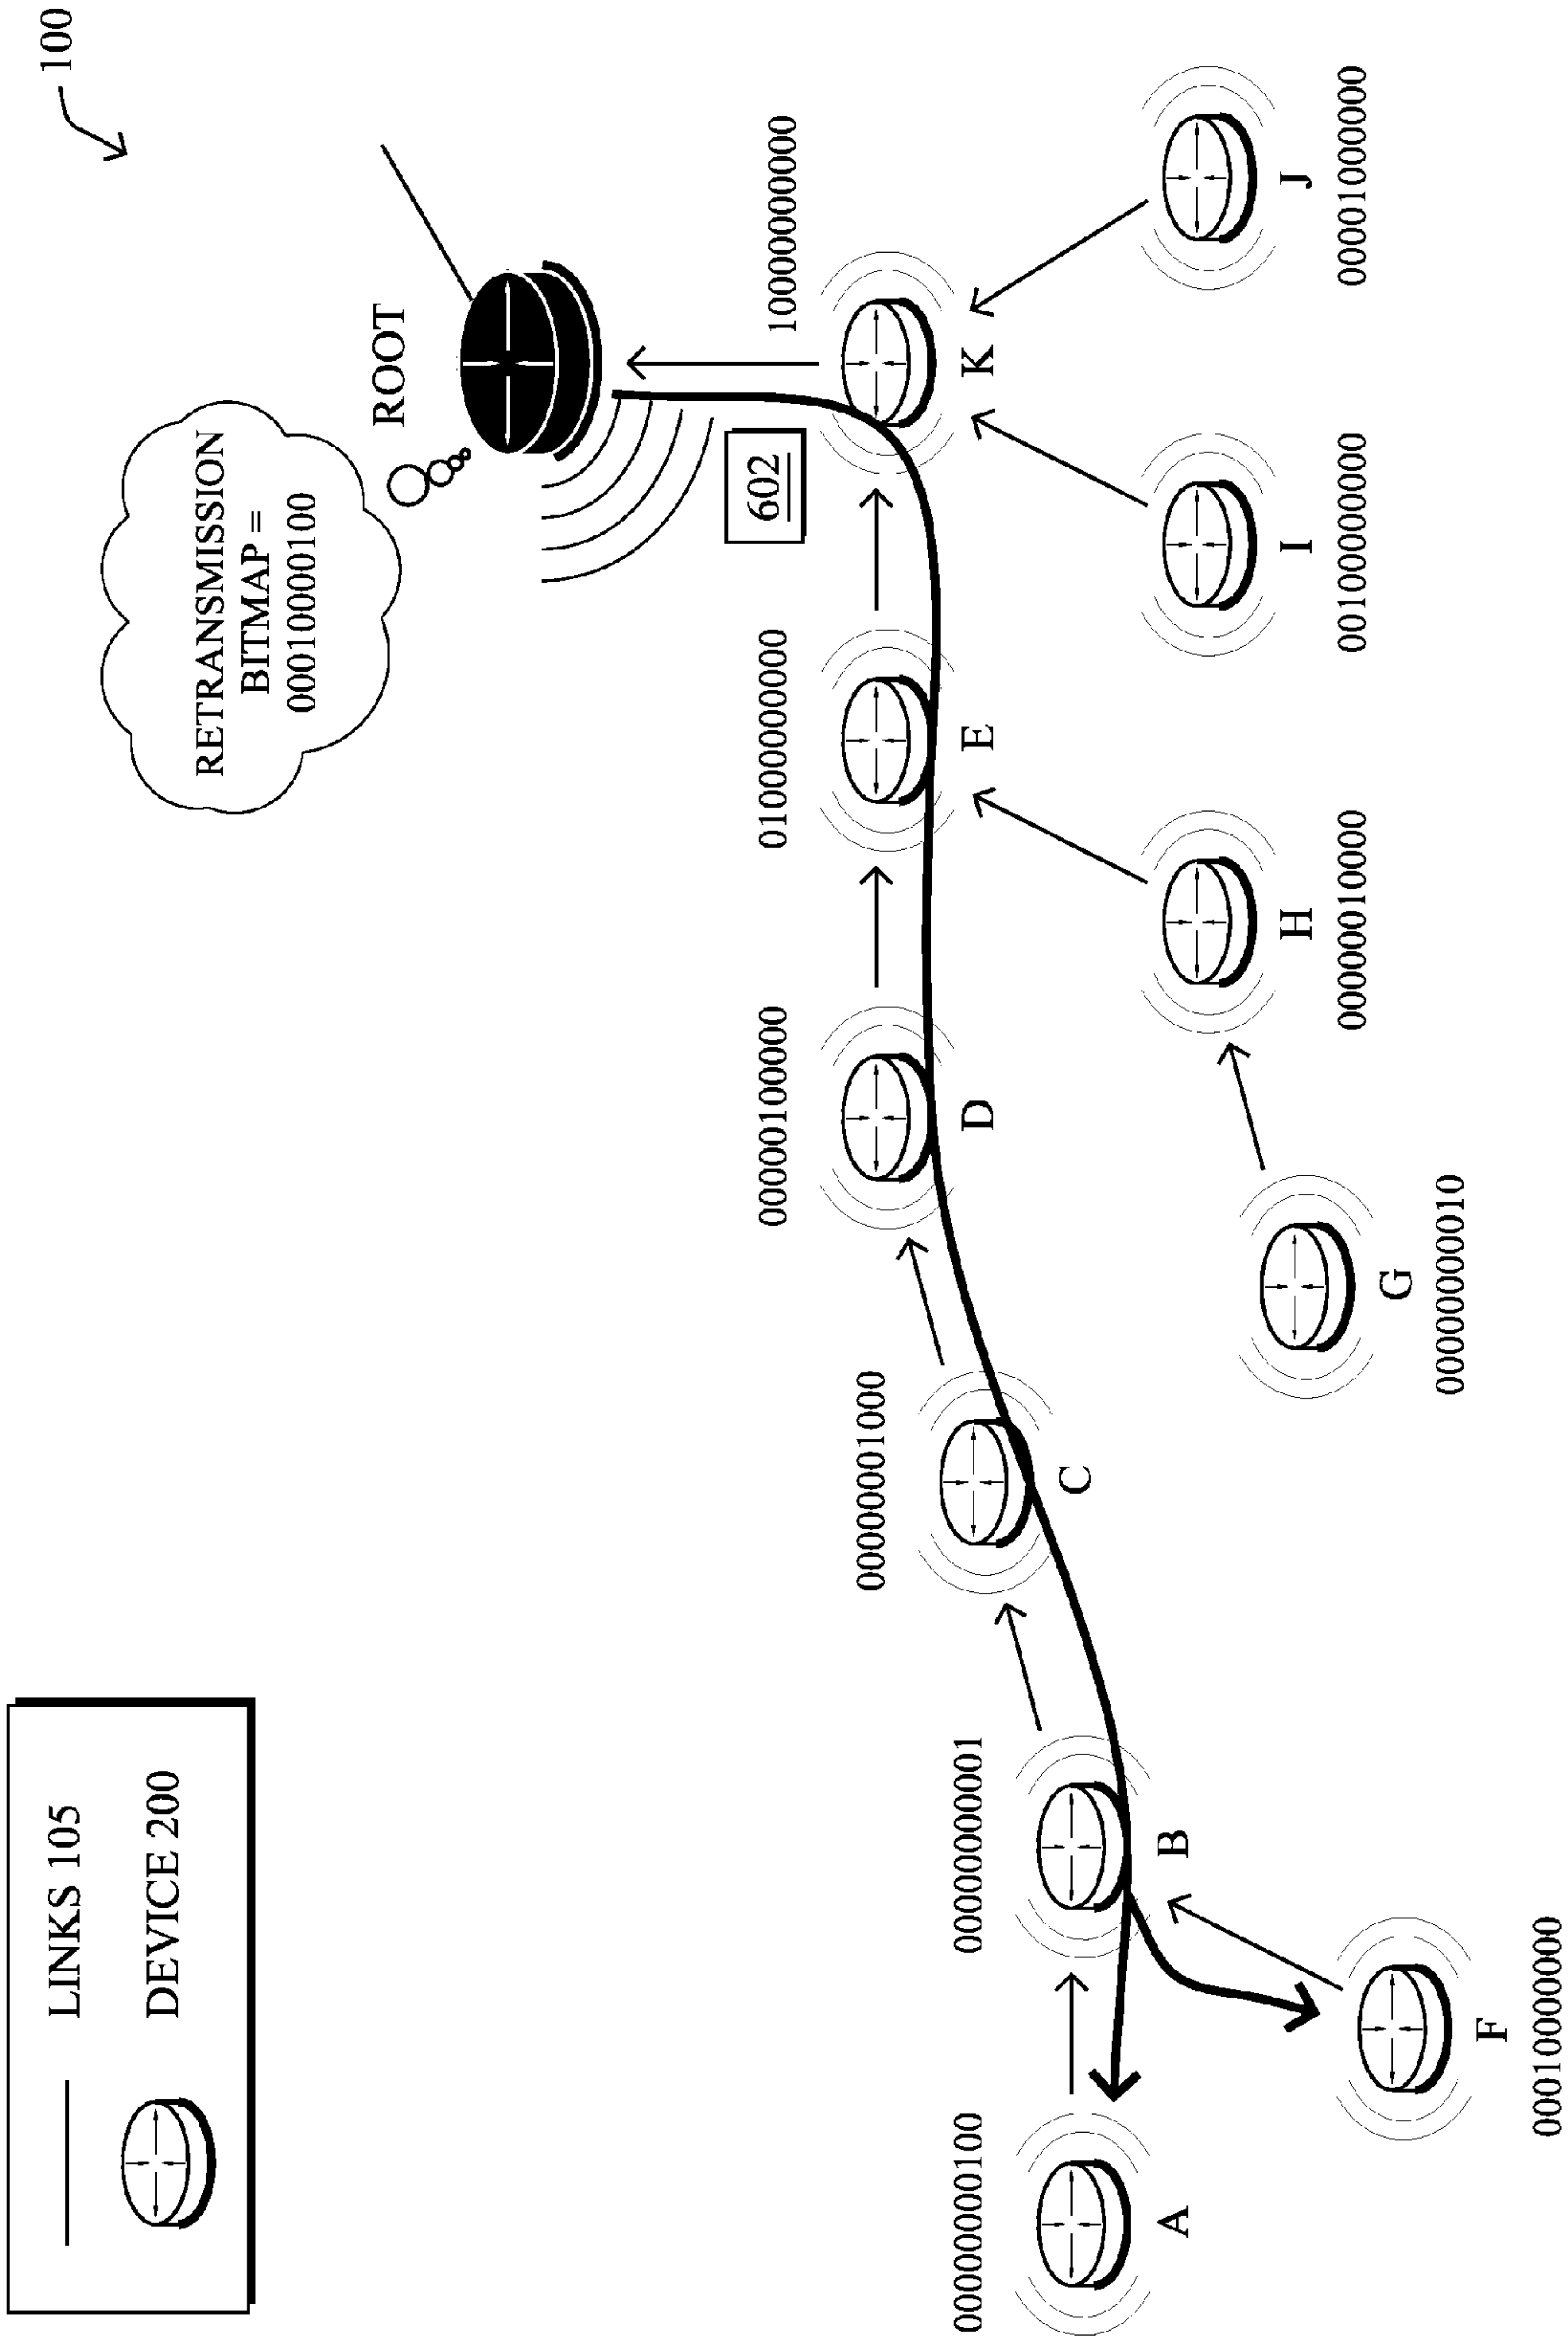 LINKS 105
DEVICE 200
100
RETRANSMISSION
BITMAP =
00010000100
ROOT
602
00000100000
01000000000
10000000000
00000001000
D
E
K
00000000100
00000000001
C
A
B
H
I
J
00000010000
00100000000
00001000000
G
00000000010
F
00010000000